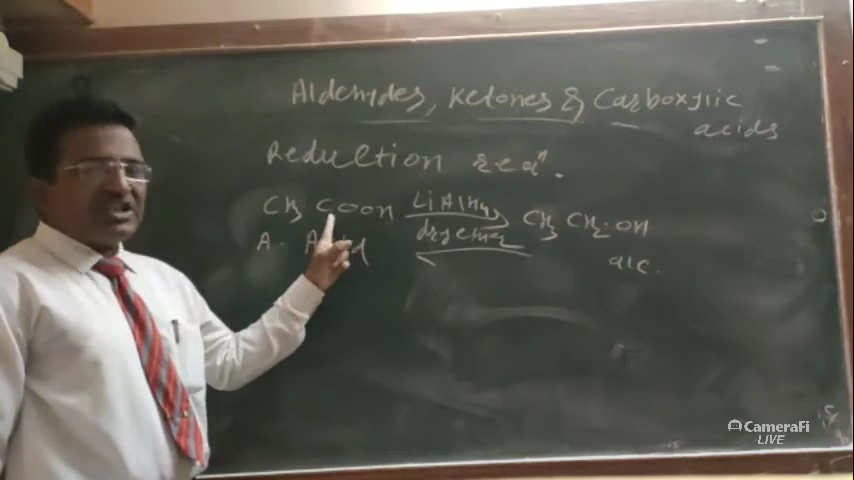 Aldehydes, Ketones & Carboxylic
acids
Reduction reaⁿ.
CH₃ COOH LiAlH₄ CH₃ CH₂ OH
A. Acid dry ether
alc.
CameraFi
LIVE